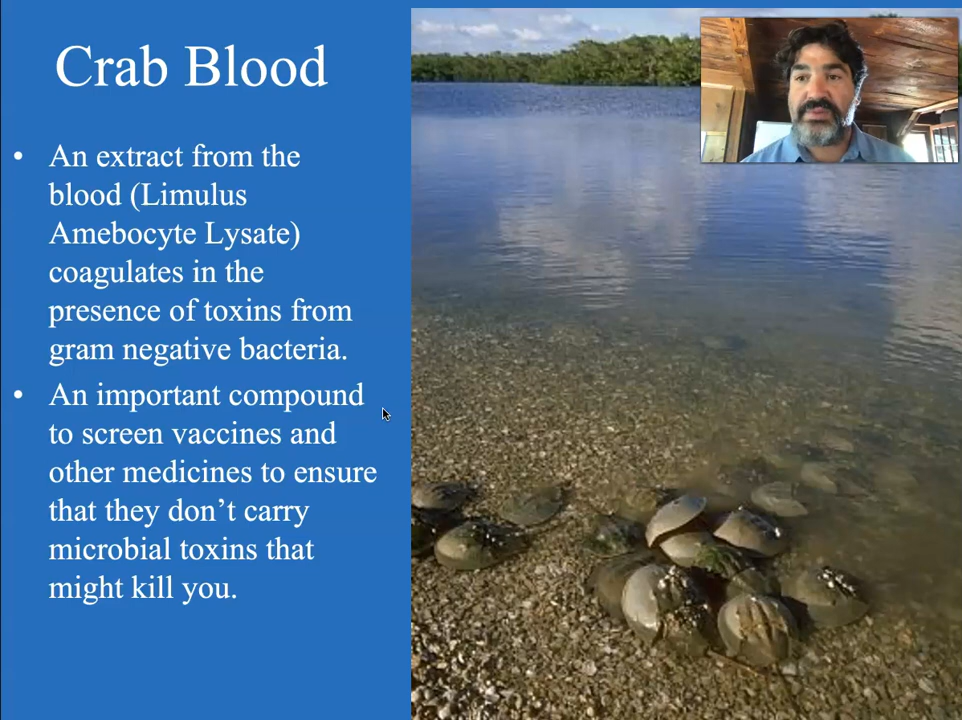 Crab Blood
• An extract from the
blood (Limulus
Amebocyte Lysate)
coagulates in the
presence of toxins from
gram negative bacteria.
• An important compound
to screen vaccines and
other medicines to ensure
that they don’t carry
microbial toxins that
might kill you.